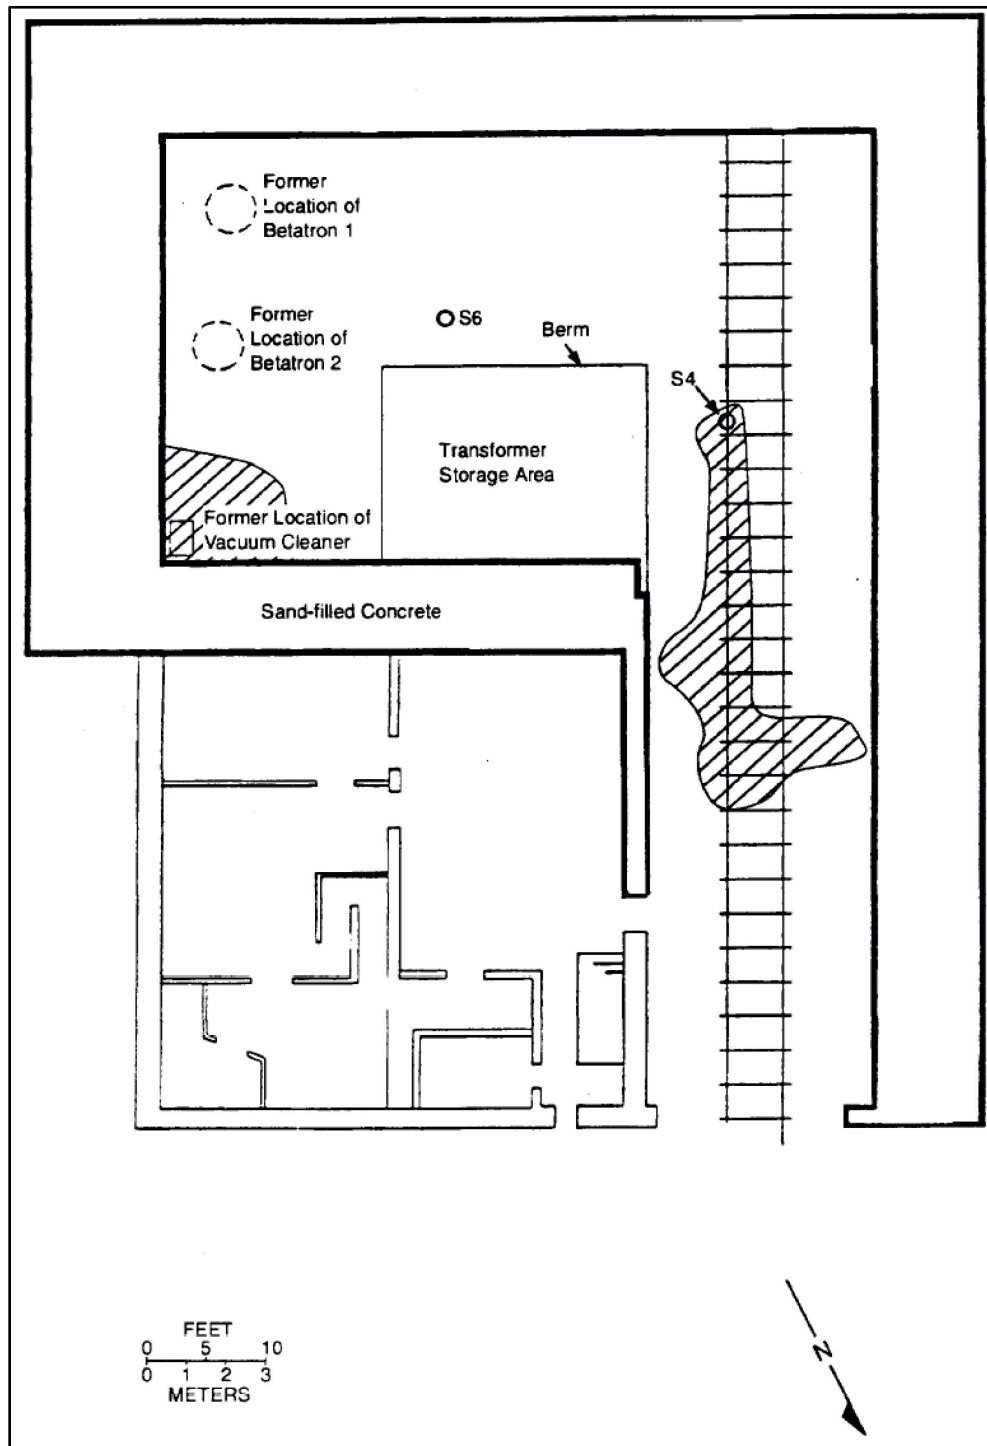 Former
Location of
Betatron 1
Former
Location of
Betatron 2
S6
Berm
S4
Transformer
Storage Area
Former Location of
Vacuum Cleaner
Sand-filled Concrete
FEET
0 5 10
0 1 2 3
METERS
N